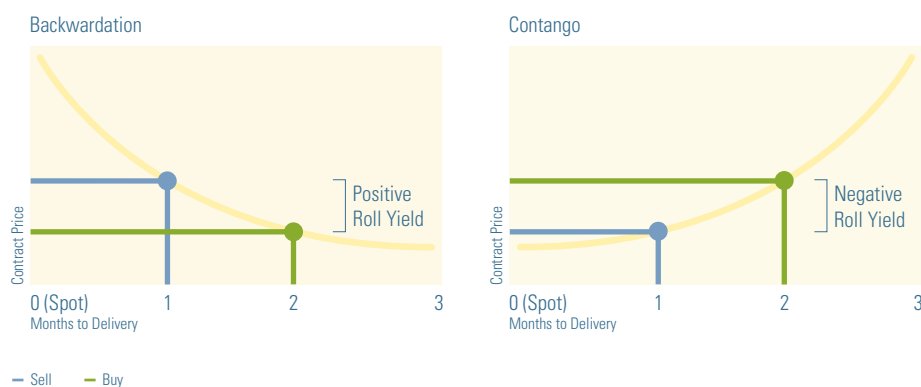 Backwardation
Contract Price
Positive
Roll Yield
0 (Spot)
1
2
3
Months to Delivery
Contango
Contract Price
Negative
Roll Yield
0 (Spot)
1
2
3
Months to Delivery
Sell
Buy